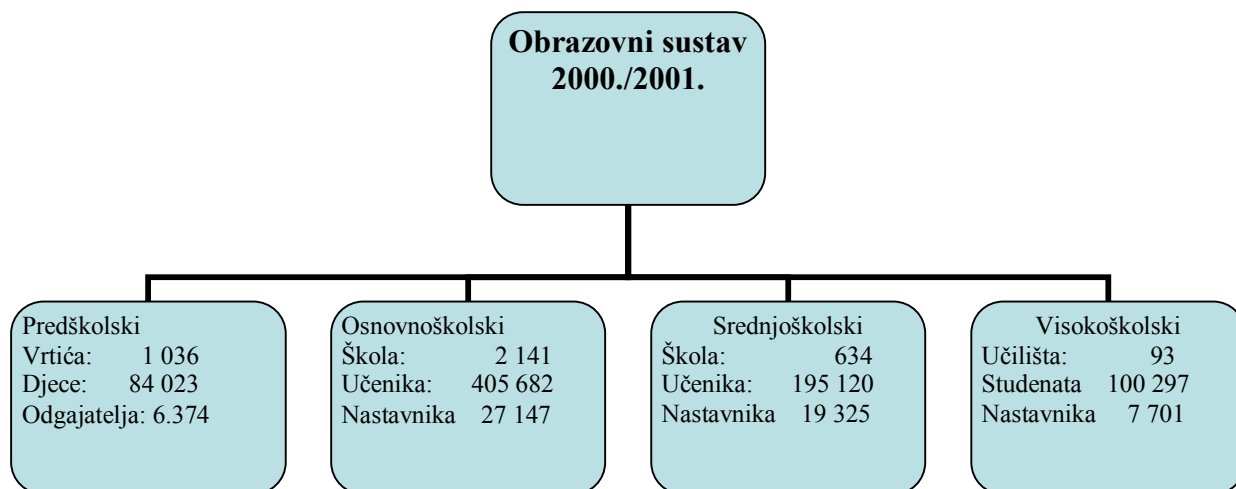 Obrazovni sustav
2000./2001.
Predškolski
Vrtića: 1 036
Djece: 84 023
Odgajatelja: 6.374
Osnovnoškolski
Škola: 2 141
Učenika: 405 682
Nastavnika 27 147
Srednjoškolski
Škola: 634
Učenika: 195 120
Nastavnika 19 325
Visokoškolski
Učilišta: 93
Studenata 100 297
Nastavnika 7 701